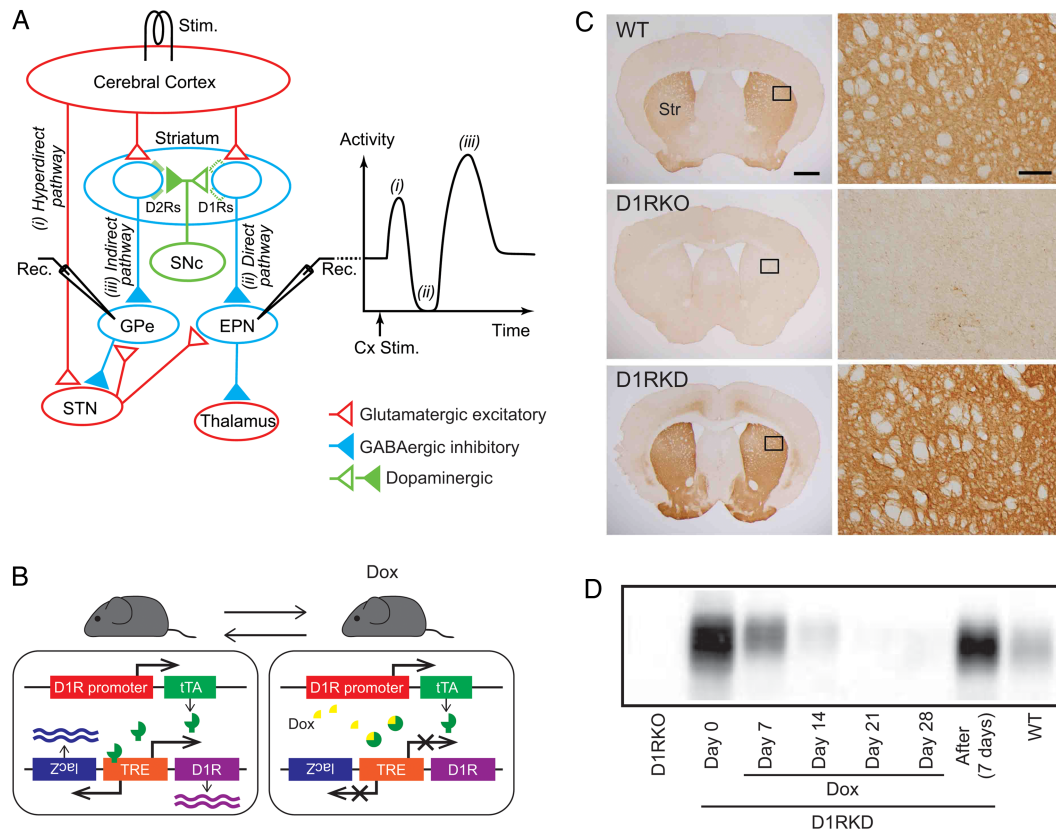 A
Stim.
Cerebral Cortex
Striatum
D2Rs
D1Rs
(i) Hyperdirect
pathway
(iii) Indirect
pathway
(ii) Direct
pathway
SNc
Rec.
Rec.
GPe
EPN
STN
Thalamus
Activity
(i)
(ii)
(iii)
Time
Cx Stim.
Glutamatergic excitatory
GABAergic inhibitory
Dopaminergic
B
Dox
D1R promoter
tTA
lacZ
TRE
D1R
D1R promoter
tTA
Dox
lacZ
TRE
D1R
C
WT
Str
D1RKO
D1RKD
D
D1RKO
Day 0
Day 7
Day 14
Day 21
Day 28
After
(7 days)
WT
Dox
D1RKD